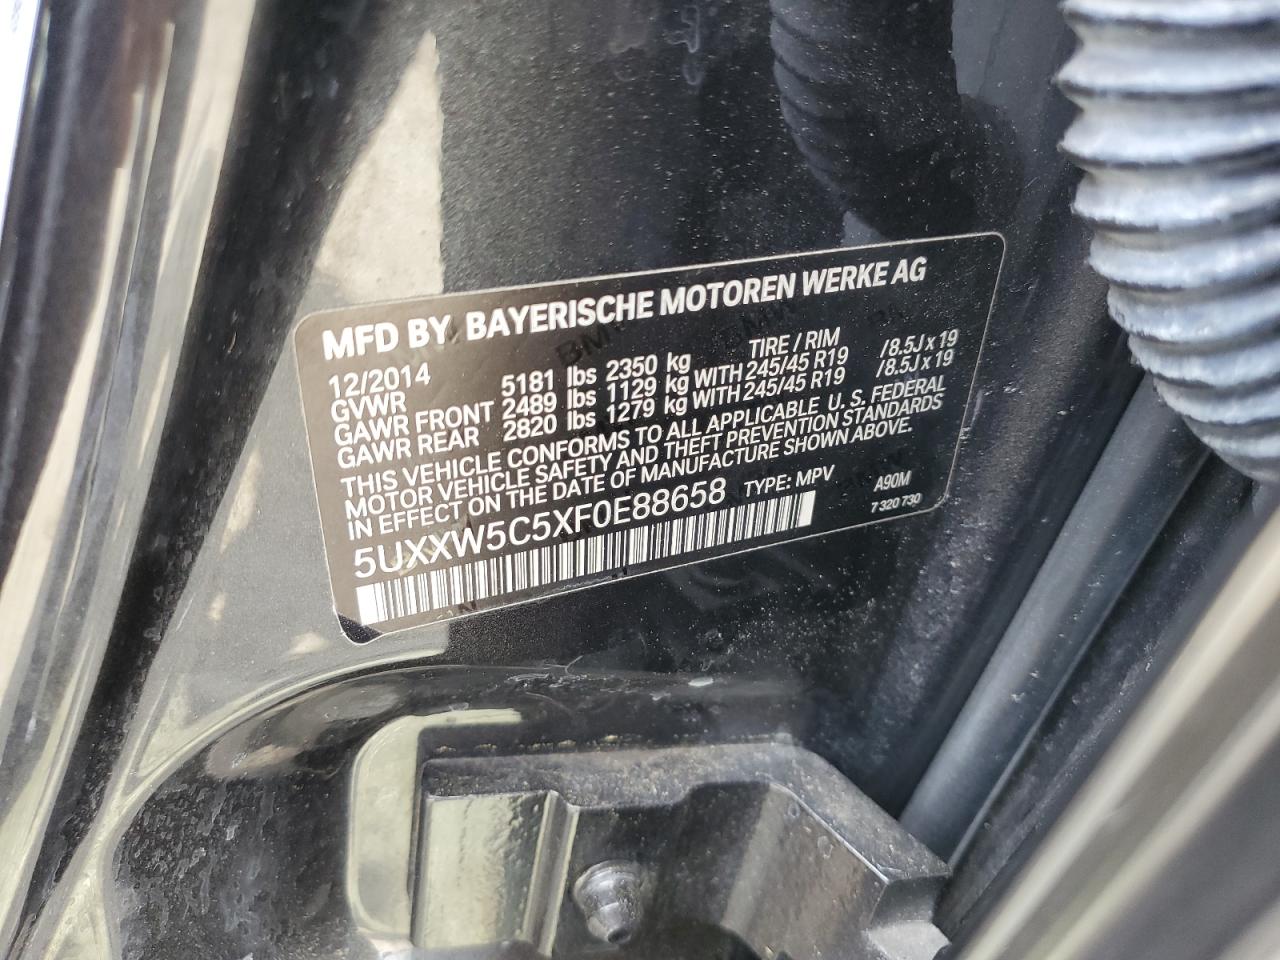 MFD BY BAYERISCHE MOTOREN WERKE AG
12/2014 TIRE / RIM
GVWR 5181 lbs 2350 kg
GAWR FRONT 2489 lbs 1129 kg WITH 245/45 R19 /8.5J x 19
GAWR REAR 2820 lbs 1279 kg WITH 245/45 R19 /8.5J x 19
THIS VEHICLE CONFORMS TO ALL APPLICABLE U. S. FEDERAL
MOTOR VEHICLE SAFETY AND THEFT PREVENTION STANDARDS
IN EFFECT ON THE DATE OF MANUFACTURE SHOWN ABOVE.
5UXXW5C5XF0E88658 TYPE: MPV A90M
7 320 730